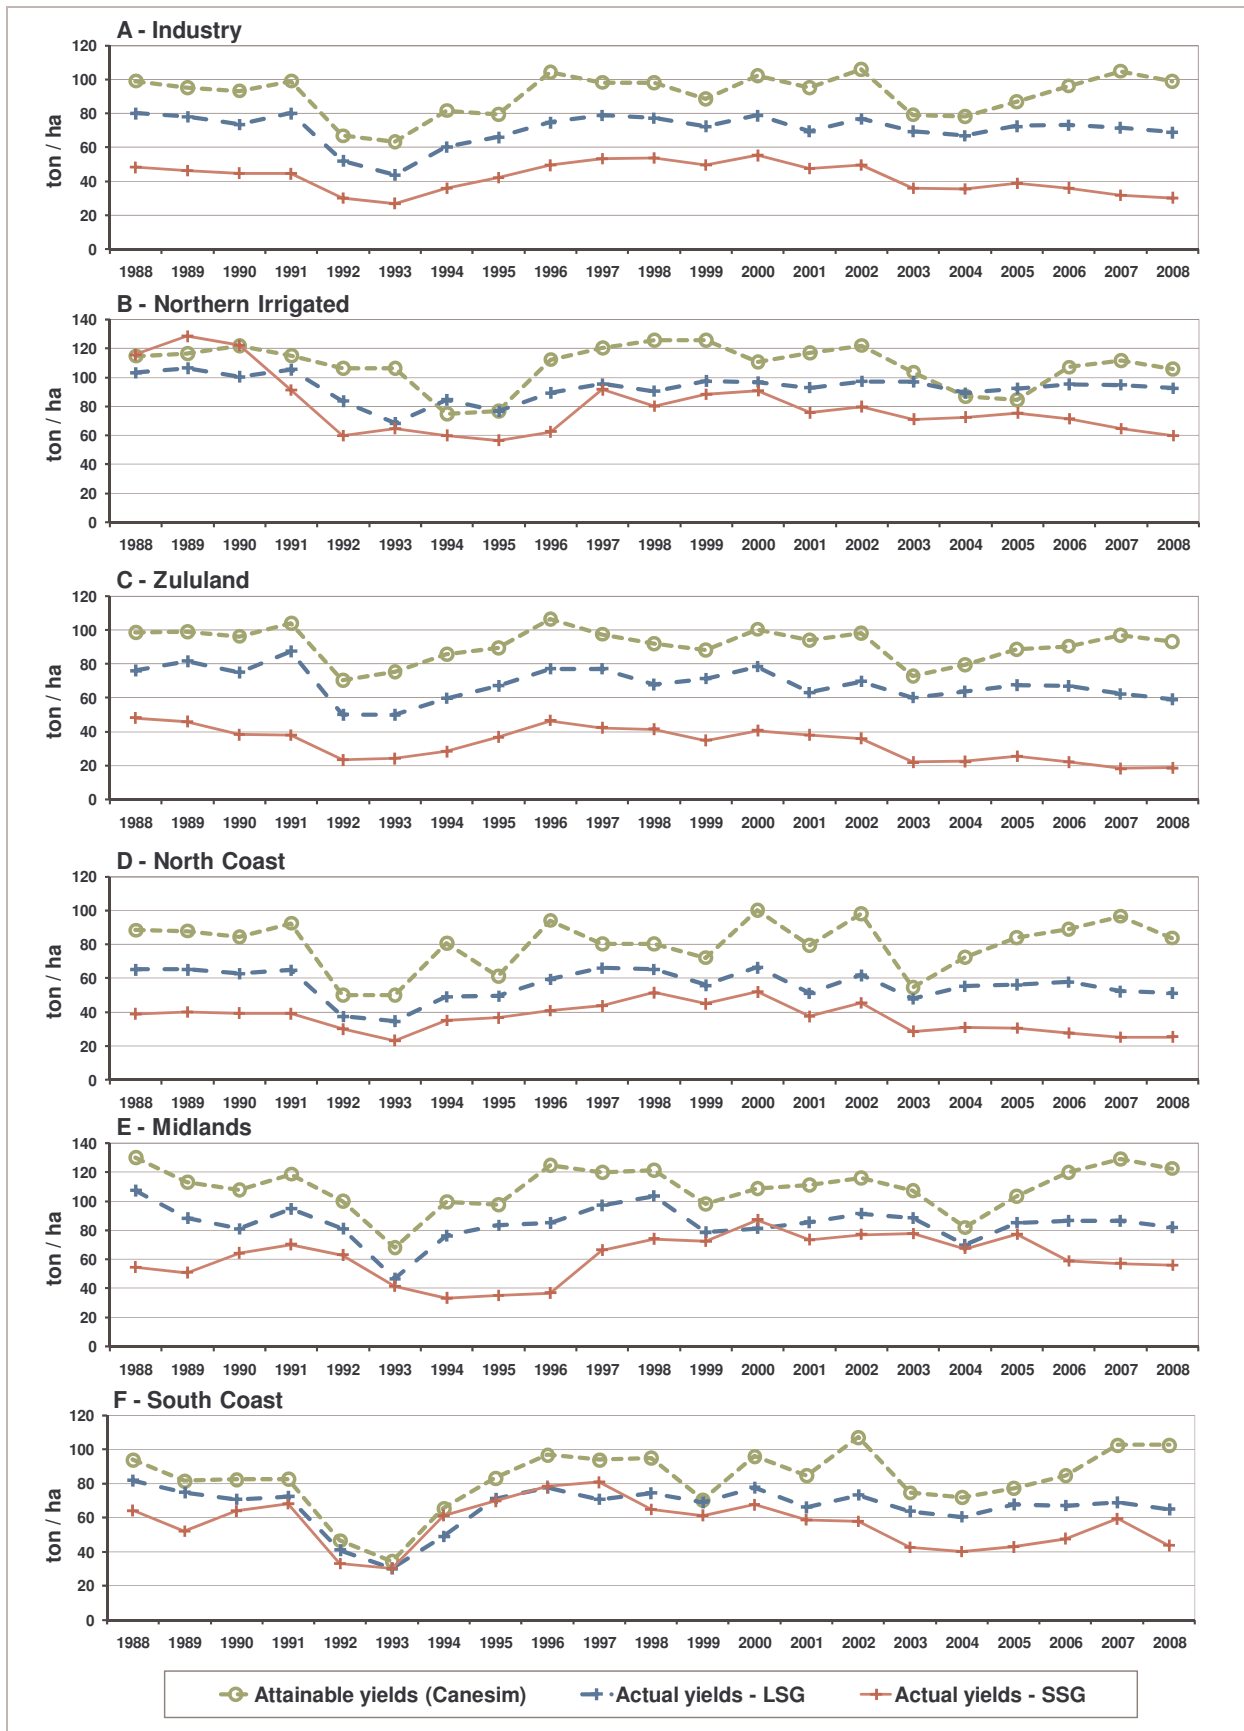 A - Industry
ton / ha
120
100
80
60
40
20
0
1988 1989 1990 1991 1992 1993 1994 1995 1996 1997 1998 1999 2000 2001 2002 2003 2004 2005 2006 2007 2008
B - Northern Irrigated
ton / ha
140
120
100
80
60
40
20
0
1988 1989 1990 1991 1992 1993 1994 1995 1996 1997 1998 1999 2000 2001 2002 2003 2004 2005 2006 2007 2008
C - Zululand
ton / ha
120
100
80
60
40
20
0
1988 1989 1990 1991 1992 1993 1994 1995 1996 1997 1998 1999 2000 2001 2002 2003 2004 2005 2006 2007 2008
D - North Coast
ton / ha
120
100
80
60
40
20
0
1988 1989 1990 1991 1992 1993 1994 1995 1996 1997 1998 1999 2000 2001 2002 2003 2004 2005 2006 2007 2008
E - Midlands
ton / ha
140
120
100
80
60
40
20
0
1988 1989 1990 1991 1992 1993 1994 1995 1996 1997 1998 1999 2000 2001 2002 2003 2004 2005 2006 2007 2008
F - South Coast
ton / ha
120
100
80
60
40
20
0
1988 1989 1990 1991 1992 1993 1994 1995 1996 1997 1998 1999 2000 2001 2002 2003 2004 2005 2006 2007 2008
Attainable yields (Canesim) Actual yields - LSG Actual yields - SSG